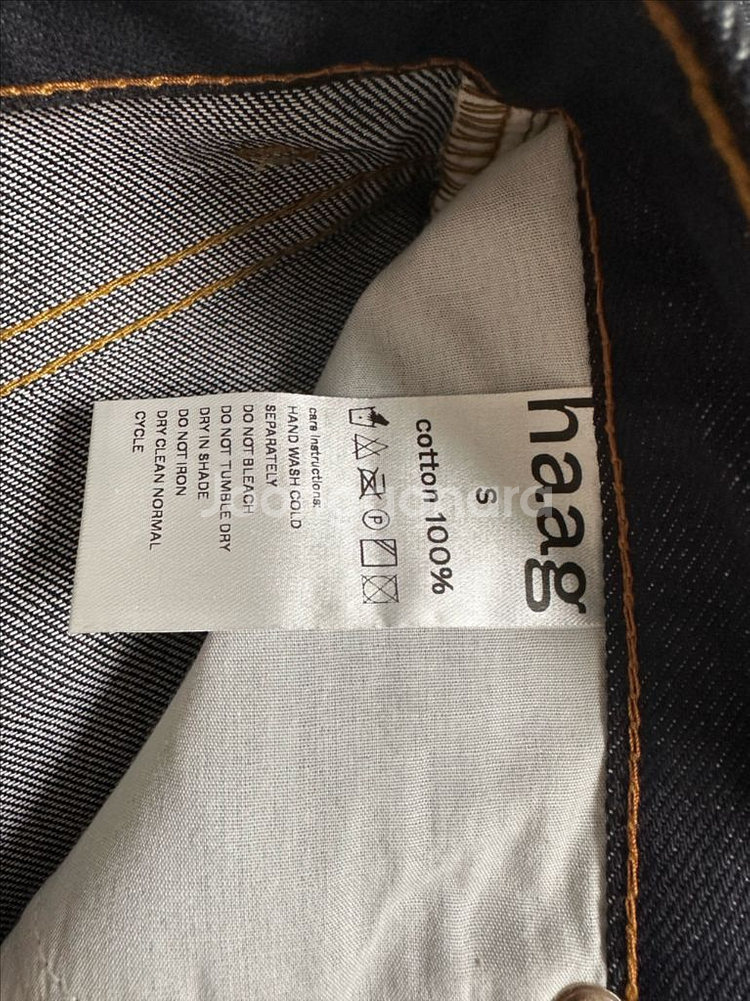 haag
S
cotton 100%
P
care instructions:
HAND WASH COLD
SEPARATELY
DO NOT BLEACH
DO NOT TUMBLE DRY
DRY IN SHADE
DO NOT IRON
DRY CLEAN NORMAL
CYCLE